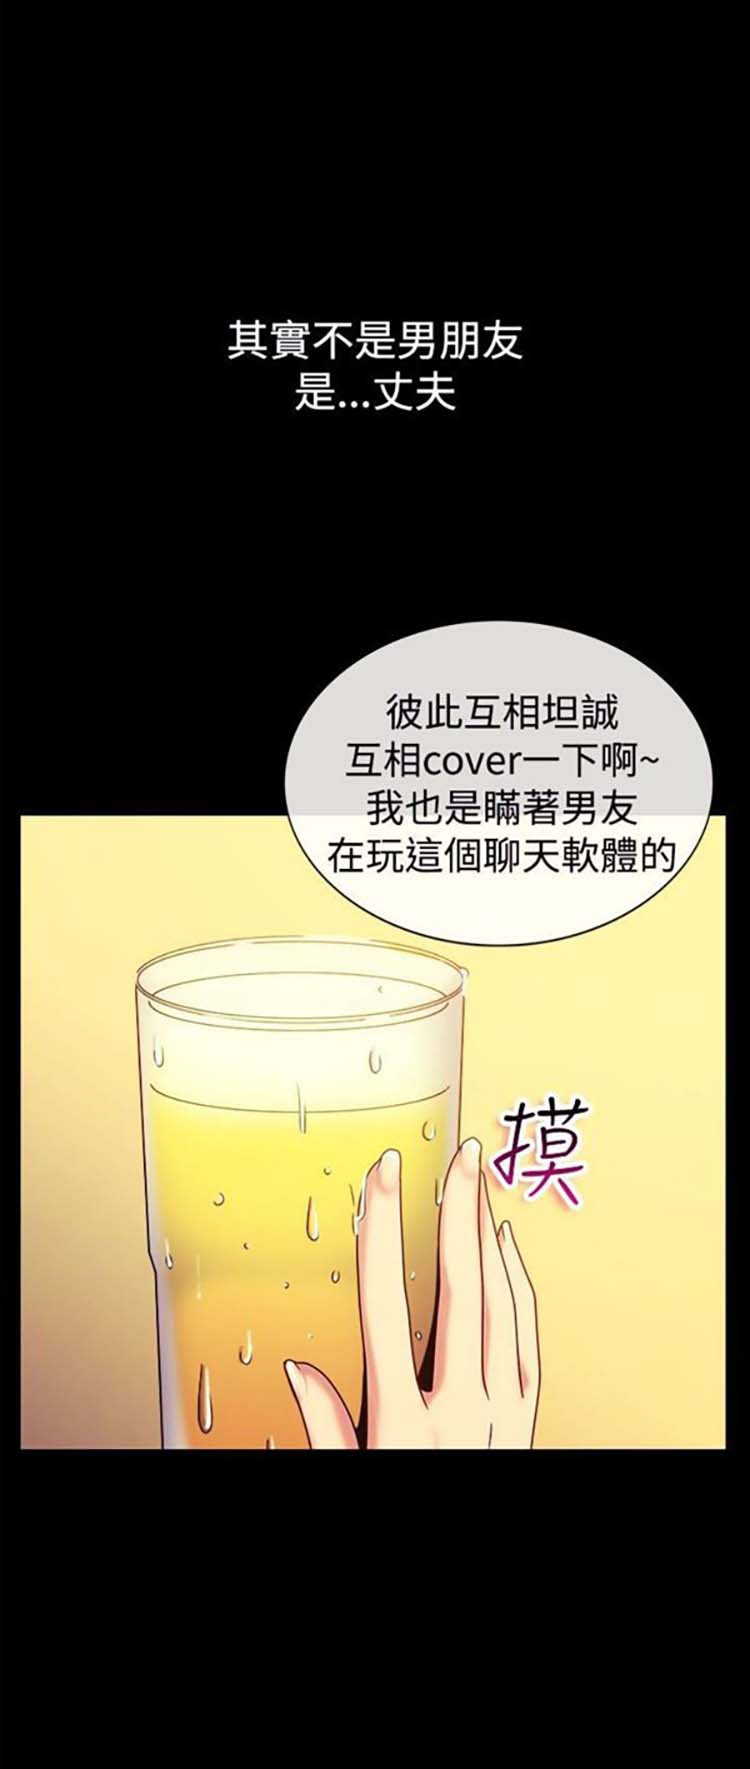 其實不是男朋友
是...丈夫
彼此互相坦誠
互相cover一下啊~
我也是瞞著男友
在玩這個聊天軟體的
摸